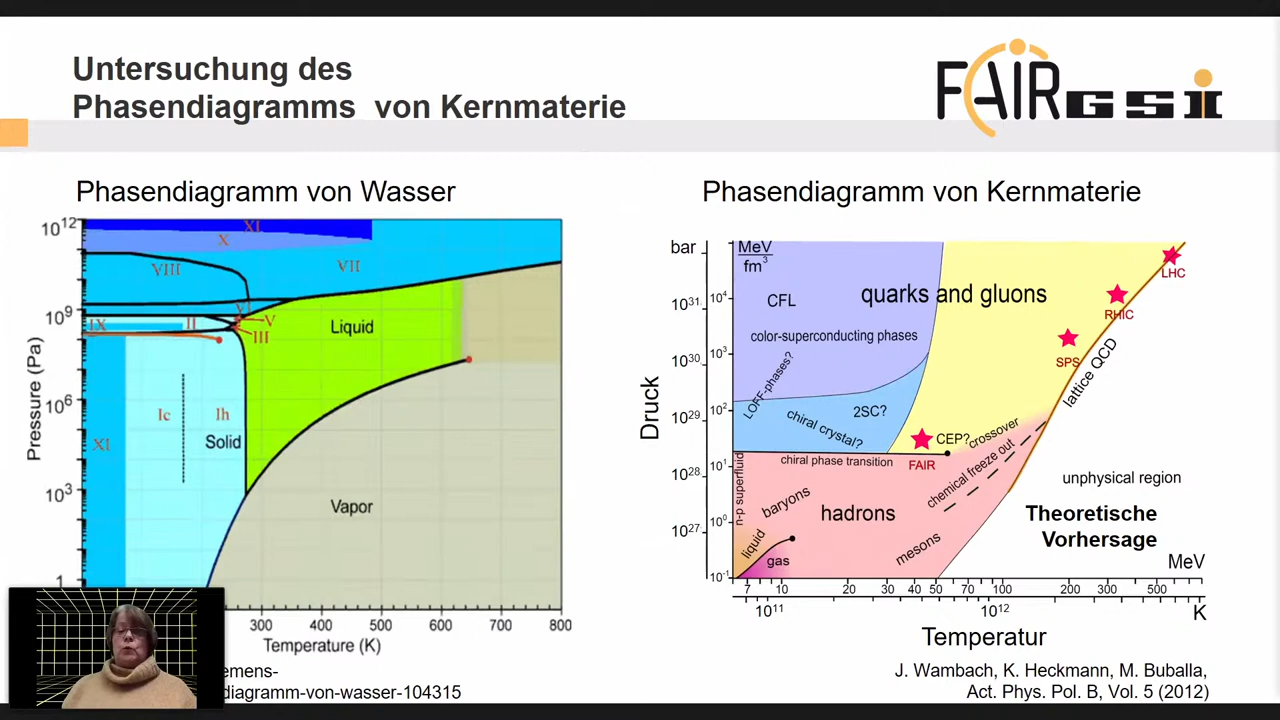 Untersuchung des
Phasendiagramms von Kernmaterie
FAIR GSI
Phasendiagramm von Wasser
Pressure (Pa)
10¹²
10⁹
10⁶
10³
1
XI
X
VIII
VII
VI
V
IX
II
III
Liquid
Ic
Ih
Solid
XI
Vapor
300 400 500 600 700 800
Temperature (K)
emens-
diagramm-von-wasser-104315
Phasendiagramm von Kernmaterie
Druck
bar
MeV
fm³
10³¹
10³⁰
10²⁹
10²⁸
10²⁷
10⁴
10³
10²
10¹
10⁰
10⁻¹
CFL
quarks and gluons
LHC
RHIC
color-superconducting phases
SPS
LOFF-phases?
lattice QCD
2SC?
chiral crystal?
CEP?
crossover
FAIR
chiral phase transition
chemical freeze out
n-p superfluid
unphysical region
baryons
hadrons
Theoretische
Vorhersage
liquid
gas
mesons
MeV
7 10 20 30 40 50 70 100 200 300 500
10¹¹ 10¹² K
Temperatur
J. Wambach, K. Heckmann, M. Buballa,
Act. Phys. Pol. B, Vol. 5 (2012)